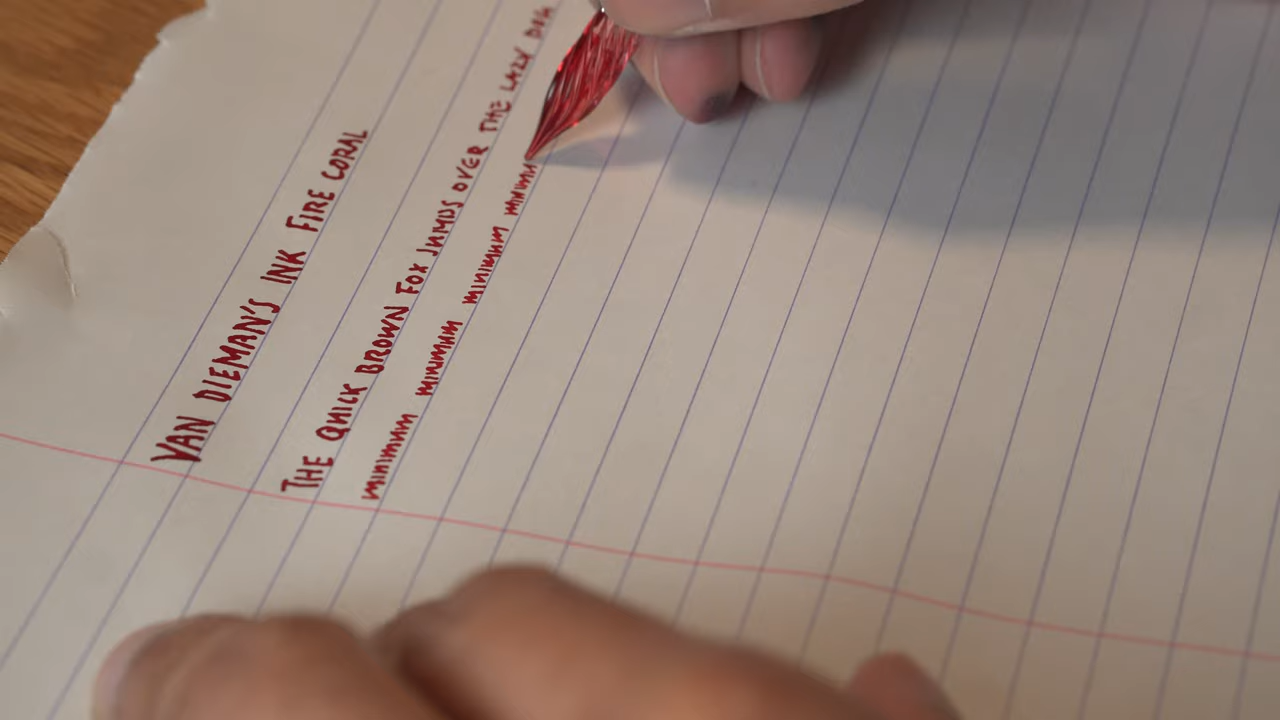 VAN DIEMAN'S INK FIRE CORAL
THE QUICK BROWN FOX JUMPS OVER THE LAZY DOG
minimum minimum minimum minimum